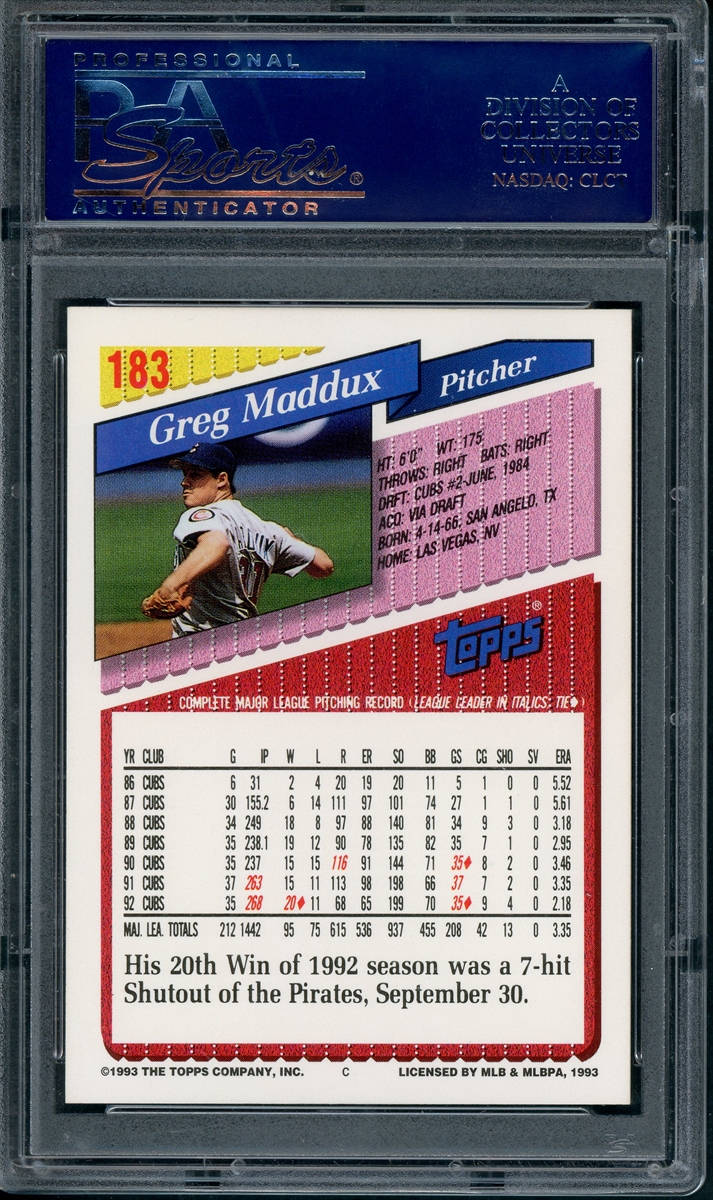 PROFESSIONAL
PSA
Sports®
AUTHENTICATOR
A
DIVISION OF
COLLECTORS
UNIVERSE
NASDAQ: CLCT
183
Greg Maddux
Pitcher
HT: 6'0" WT: 175
THROWS: RIGHT BATS: RIGHT
DRFT: CUBS #2-JUNE, 1984
ACQ: VIA DRAFT
BORN: 4-14-66, SAN ANGELO, TX
HOME: LAS VEGAS, NV
topps®
COMPLETE MAJOR LEAGUE PITCHING RECORD (LEAGUE LEADER IN ITALICS; TIE♦)
YR CLUB G IP W L R ER SO BB GS CG SHO SV ERA
86 CUBS 6 31 2 4 20 19 20 11 5 1 0 0 5.52
87 CUBS 30 155.2 6 14 111 97 101 74 27 1 1 0 5.61
88 CUBS 34 249 18 8 97 88 140 81 34 9 3 0 3.18
89 CUBS 35 238.1 19 12 90 78 135 82 35 7 1 0 2.95
90 CUBS 35 237 15 15 116 91 144 71 35♦ 8 2 0 3.46
91 CUBS 37 263 15 11 113 98 198 66 37 7 2 0 3.35
92 CUBS 35 268 20♦ 11 68 65 199 70 35♦ 9 4 0 2.18
MAJ. LEA. TOTALS 212 1442 95 75 615 536 937 455 208 42 13 0 3.35
His 20th Win of 1992 season was a 7-hit
Shutout of the Pirates, September 30.
©1993 THE TOPPS COMPANY, INC. C LICENSED BY MLB & MLBPA, 1993